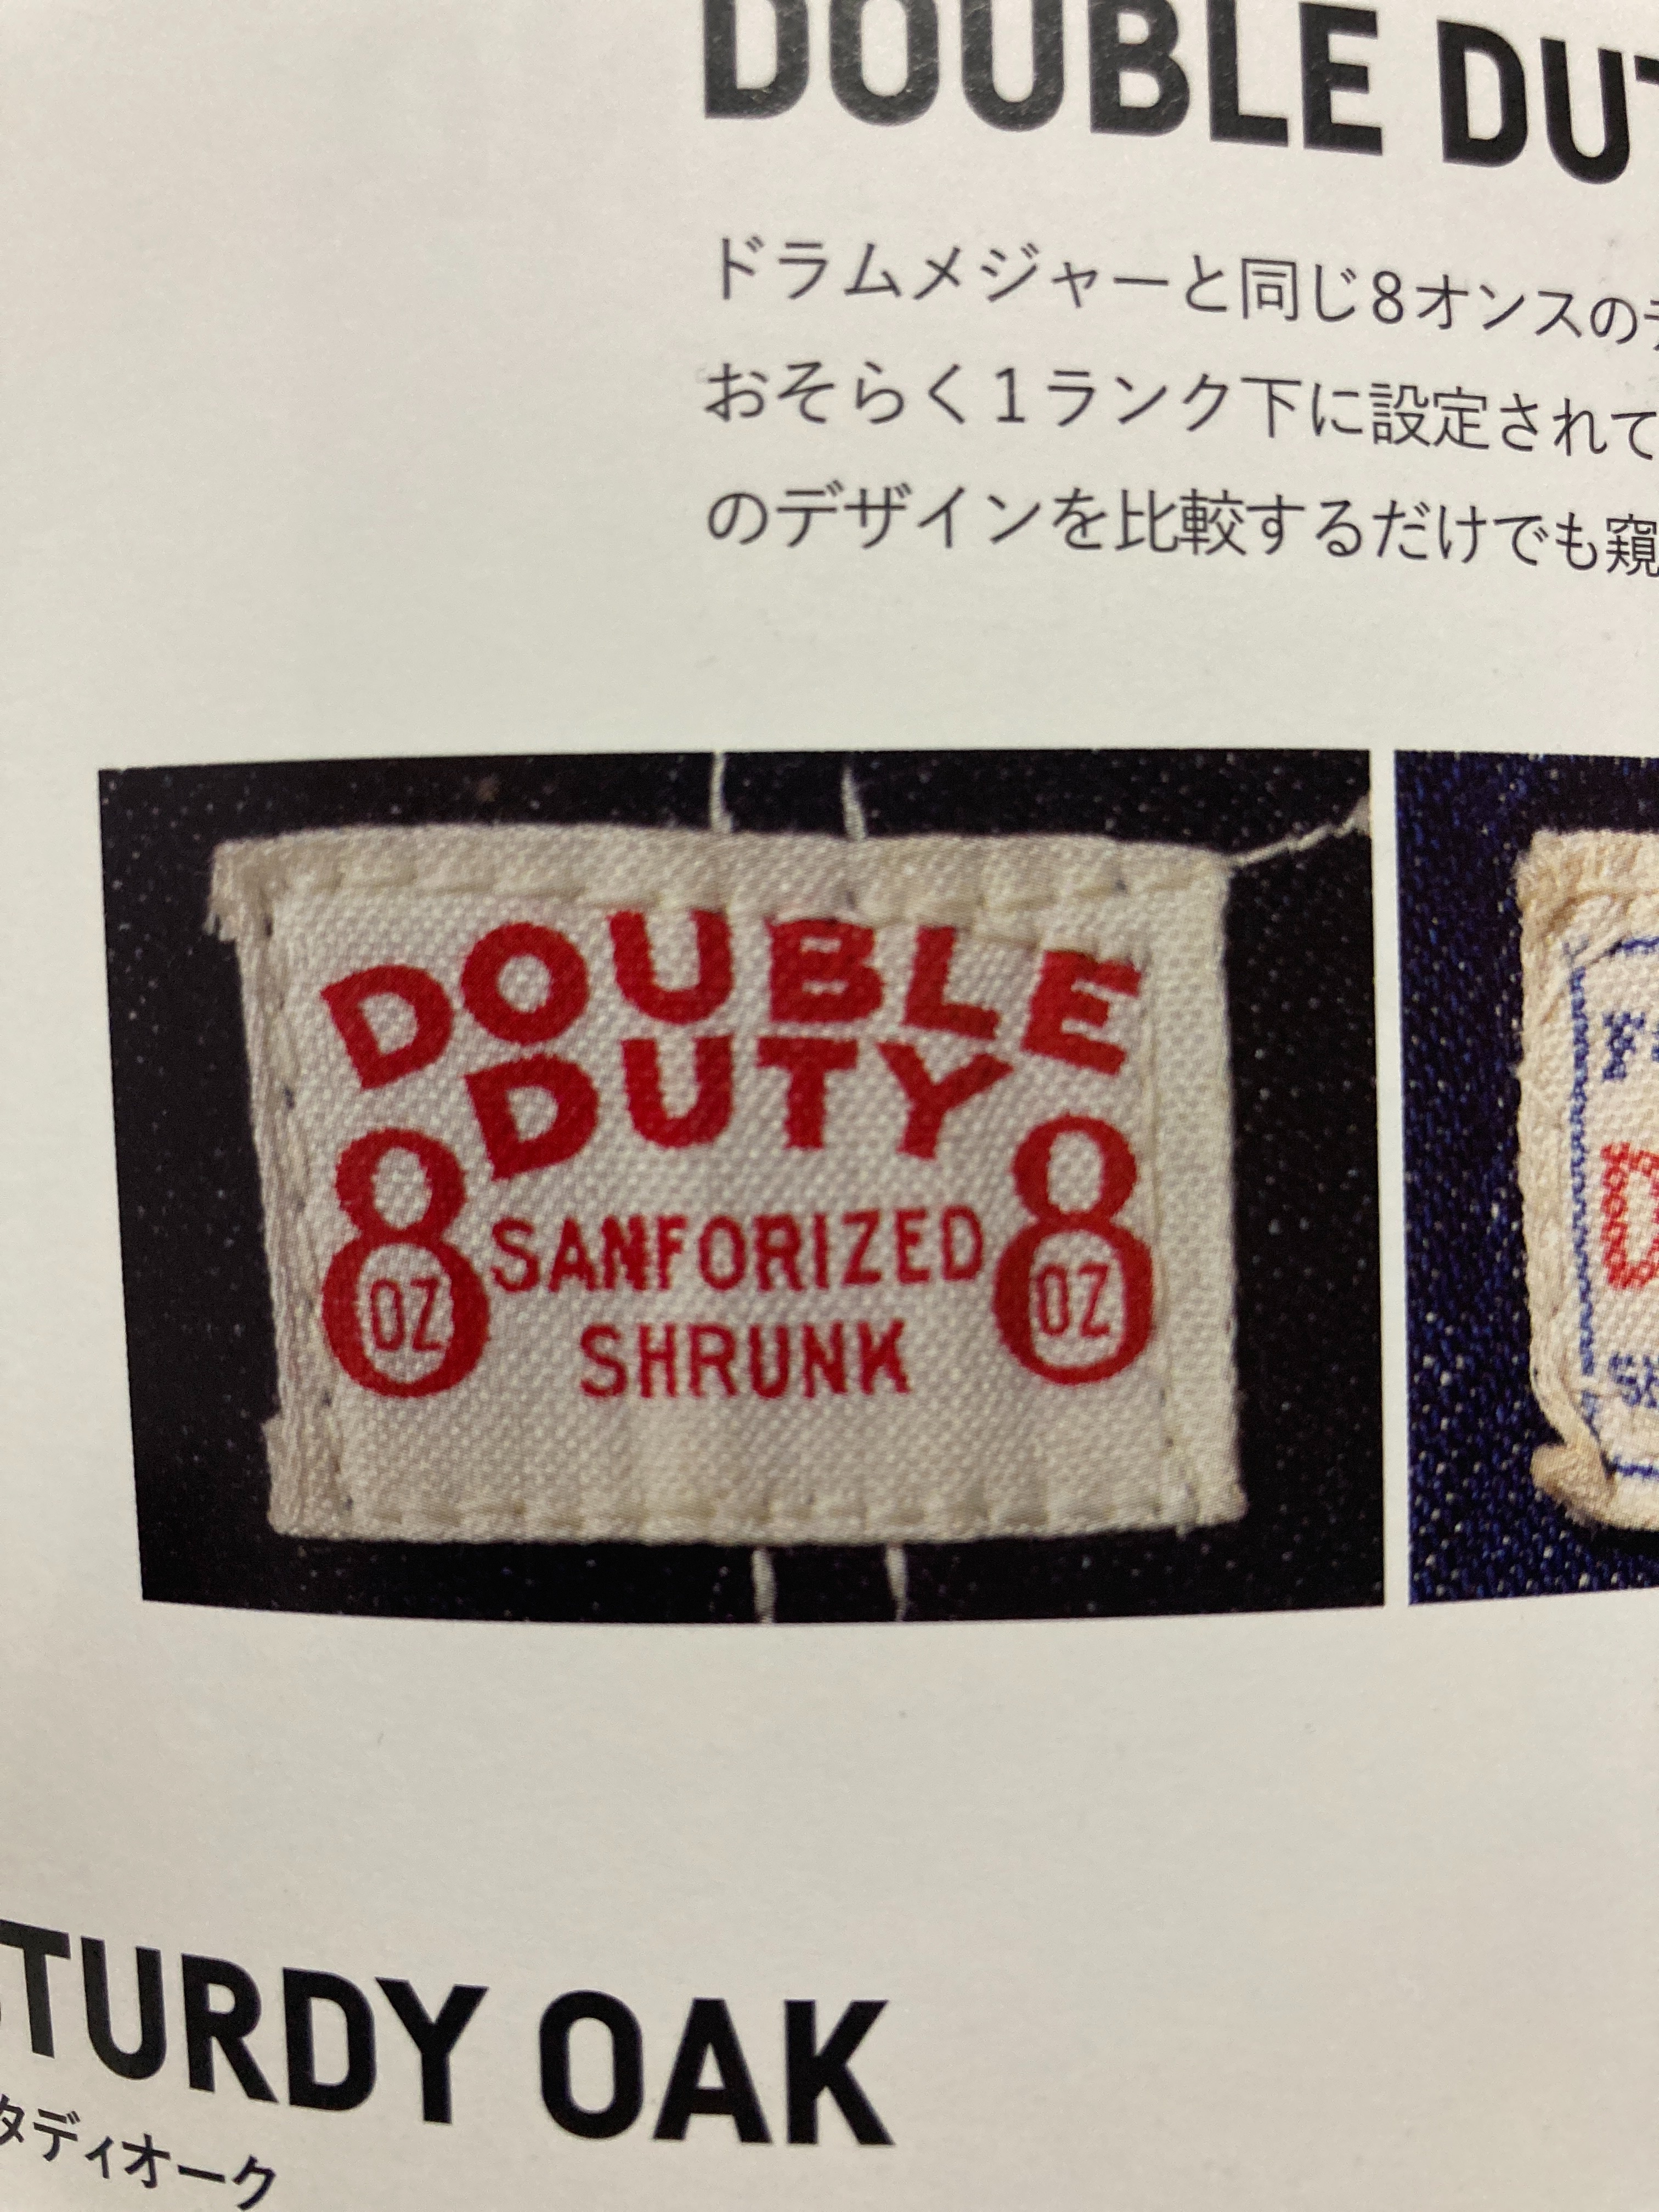 DOUBLE
ドラムメジャーと同じ8オンスの
おそらく1ランク下に設定されて
のデザインを比較するだけでも窺
DOUBLE
DUTY
8 OZ SANFORIZED 8 OZ
SHRUNK
OAK
タディオーク